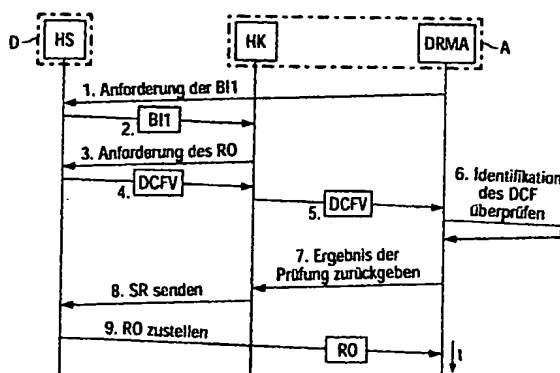 D
HS
HK
DRMA
A
1. Anforderung der BI1
2. BI1
3. Anforderung des RO
4. DCFV
5. DCFV
6. Identifikation
des DCF
überprüfen
7. Ergebnis der
Prüfung zurückgeben
8. SR senden
9. RO zustellen
RO
t